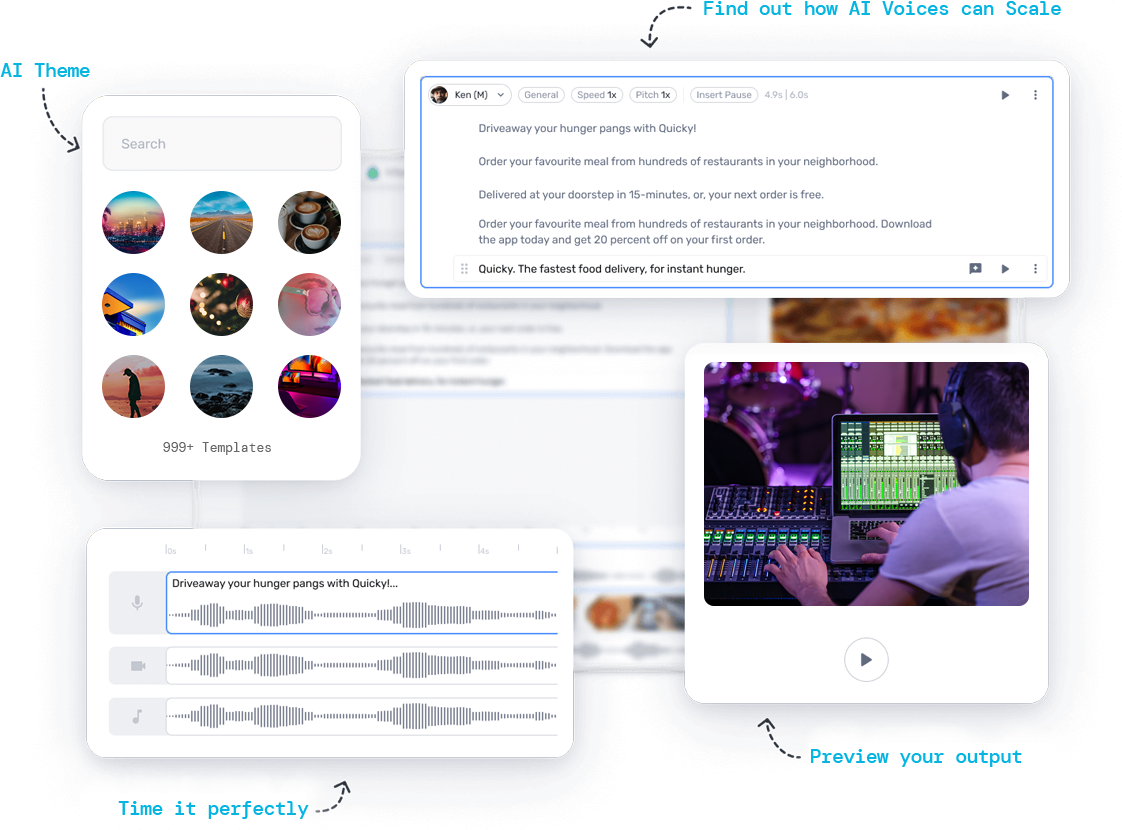 Find out how AI Voices can Scale
AI Theme
Ken (M)
General
Speed 1x
Pitch 1x
Insert Pause
4.9s | 6.0s
Driveaway your hunger pangs with Quicky!
Order your favourite meal from hundreds of restaurants in your neighborhood.
Delivered at your doorstep in 15-minutes, or, your next order is free.
Order your favourite meal from hundreds of restaurants in your neighborhood. Download
the app today and get 20 percent off on your first order.
Quicky. The fastest food delivery, for instant hunger.
Search
999+ Templates
0s
1s
2s
3s
4s
Driveaway your hunger pangs with Quicky!...
Preview your output
Time it perfectly